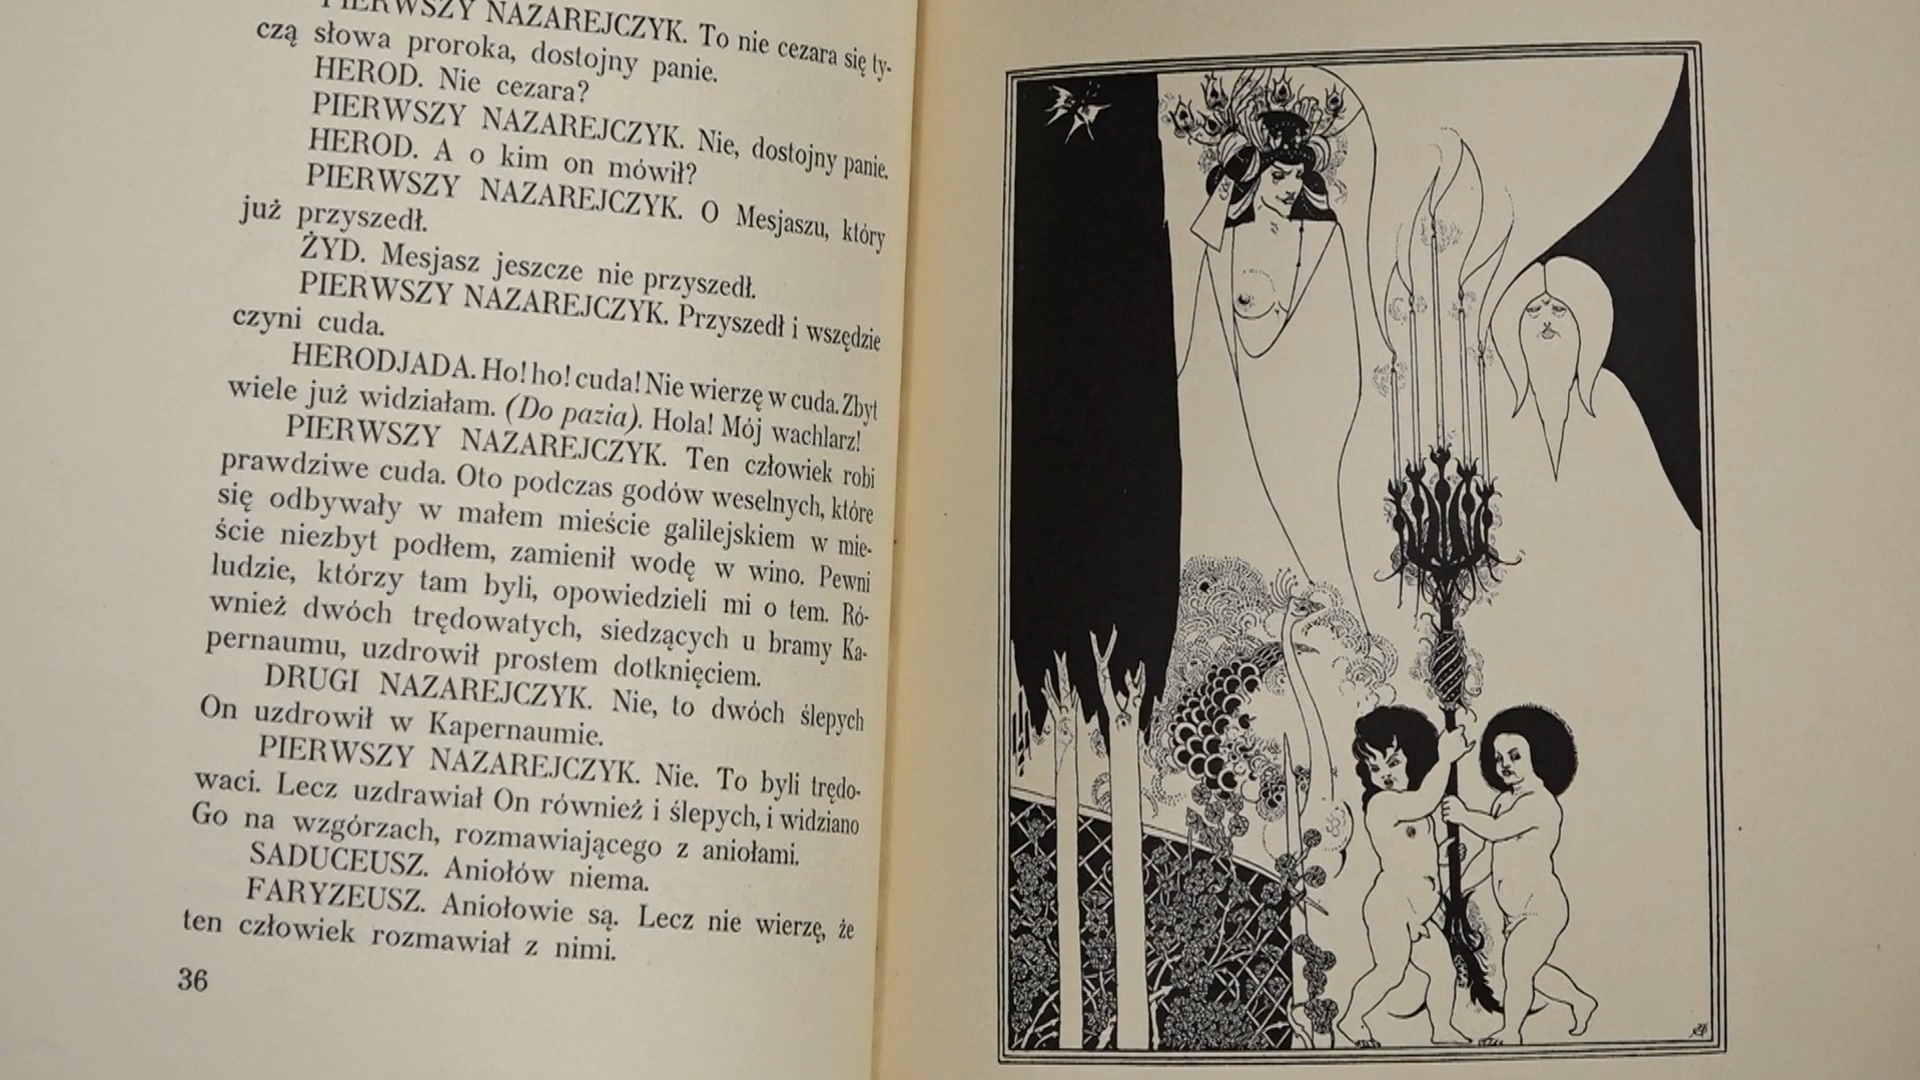 PIERWSZY NAZAREJCZYK. To nie cezara się ty-
czą słowa proroka, dostojny panie.
HEROD. Nie cezara?
PIERWSZY NAZAREJCZYK. Nie, dostojny panie.
HEROD. A o kim on mówił?
PIERWSZY NAZAREJCZYK. O Mesjaszu, który
już przyszedł.
ŻYD. Mesjasz jeszcze nie przyszedł.
PIERWSZY NAZAREJCZYK. Przyszedł i wszędzie
czyni cuda.
HERODJADA. Ho! ho! cuda! Nie wierzę w cuda. Zbyt
wiele już widziałam. (Do pazia). Hola! Mój wachlarz!
PIERWSZY NAZAREJCZYK. Ten człowiek robi
prawdziwe cuda. Oto podczas godów weselnych, które
się odbywały w małem mieście galilejskiem w mie-
ście niezbyt podłem, zamienił wodę w wino. Pewni
ludzie, którzy tam byli, opowiedzieli mi o tem. Ró-
wnież dwóch trędowatych, siedzących u bramy Ka-
pernaumu, uzdrowił prostem dotknięciem.
DRUGI NAZAREJCZYK. Nie, to dwóch ślepych
On uzdrowił w Kapernaumie.
PIERWSZY NAZAREJCZYK. Nie. To byli trędo-
waci. Lecz uzdrawiał On również i ślepych, i widziano
Go na wzgórzach, rozmawiającego z aniołami.
SADUCEUSZ. Aniołów niema.
FARYZEUSZ. Aniołowie są. Lecz nie wierzę, że
ten człowiek rozmawiał z nimi.
36